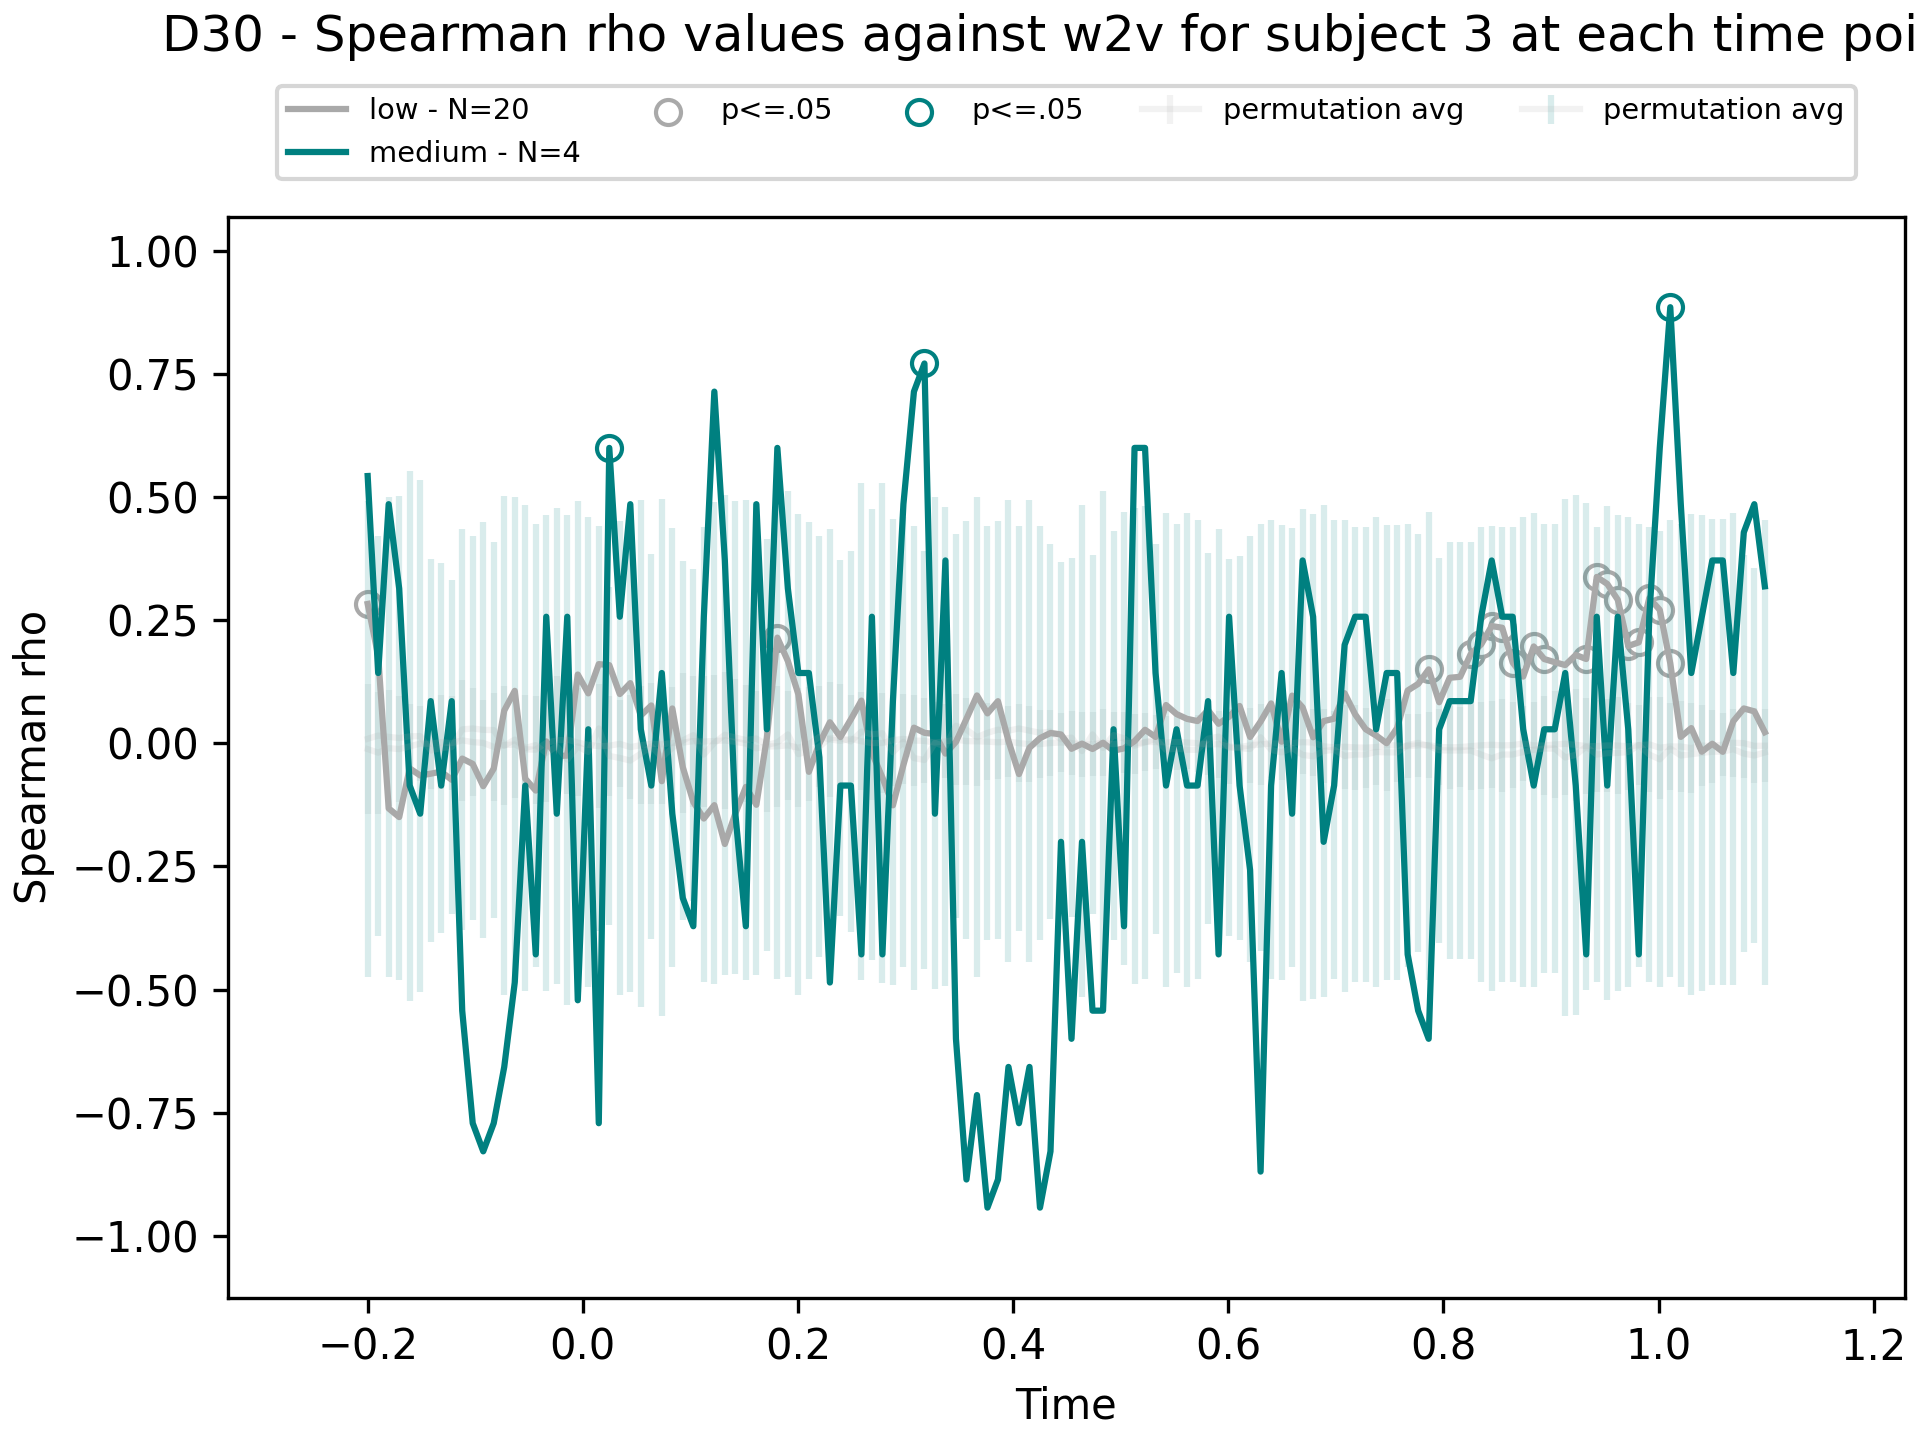 D30 - Spearman rho values against w2v for subject 3 at each time poi
low - N=20
medium - N=4
p<=.05
p<=.05
permutation avg
permutation avg
1.00
0.75
0.50
0.25
0.00
−0.25
−0.50
−0.75
−1.00
Spearman rho
−0.2
0.0
0.2
0.4
0.6
0.8
1.0
1.2
Time